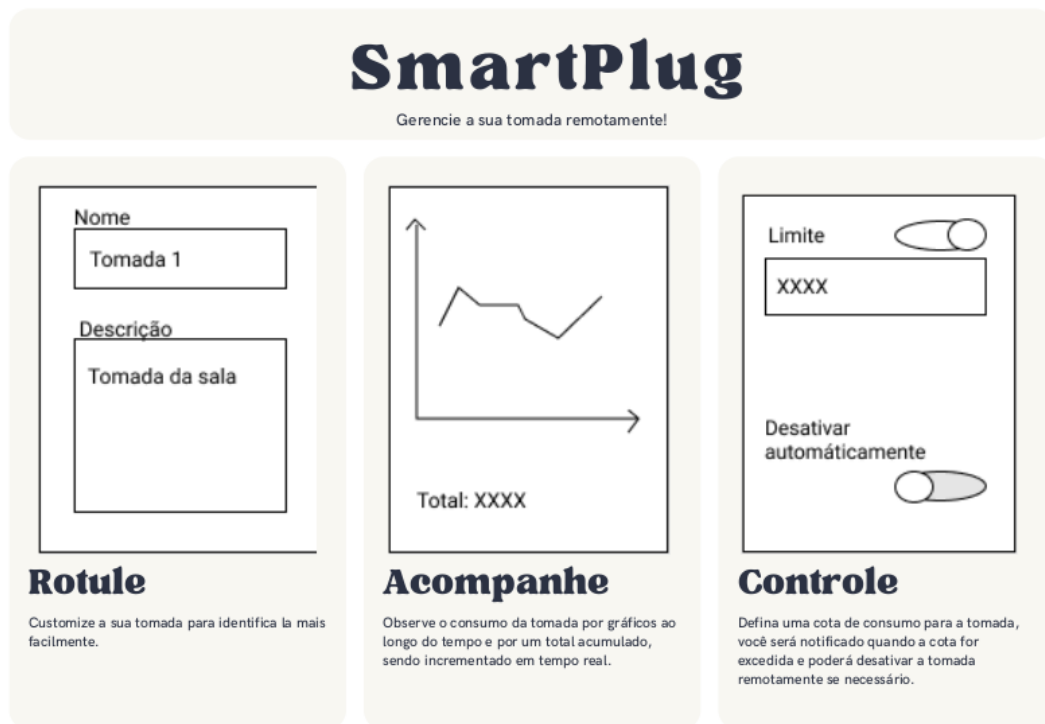 SmartPlug
Gerencie a sua tomada remotamente!
Nome
Tomada 1
Descrição
Tomada da sala
Rotule
Customize a sua tomada para identifica la mais
facilmente.
Total: XXXX
Acompanhe
Observe o consumo da tomada por gráficos ao
longo do tempo e por um total acumulado,
sendo incrementado em tempo real.
Limite
XXXX
Desativar
automáticamente
Controle
Defina uma cota de consumo para a tomada,
você será notificado quando a cota for
excedida e poderá desativar a tomada
remotamente se necessário.